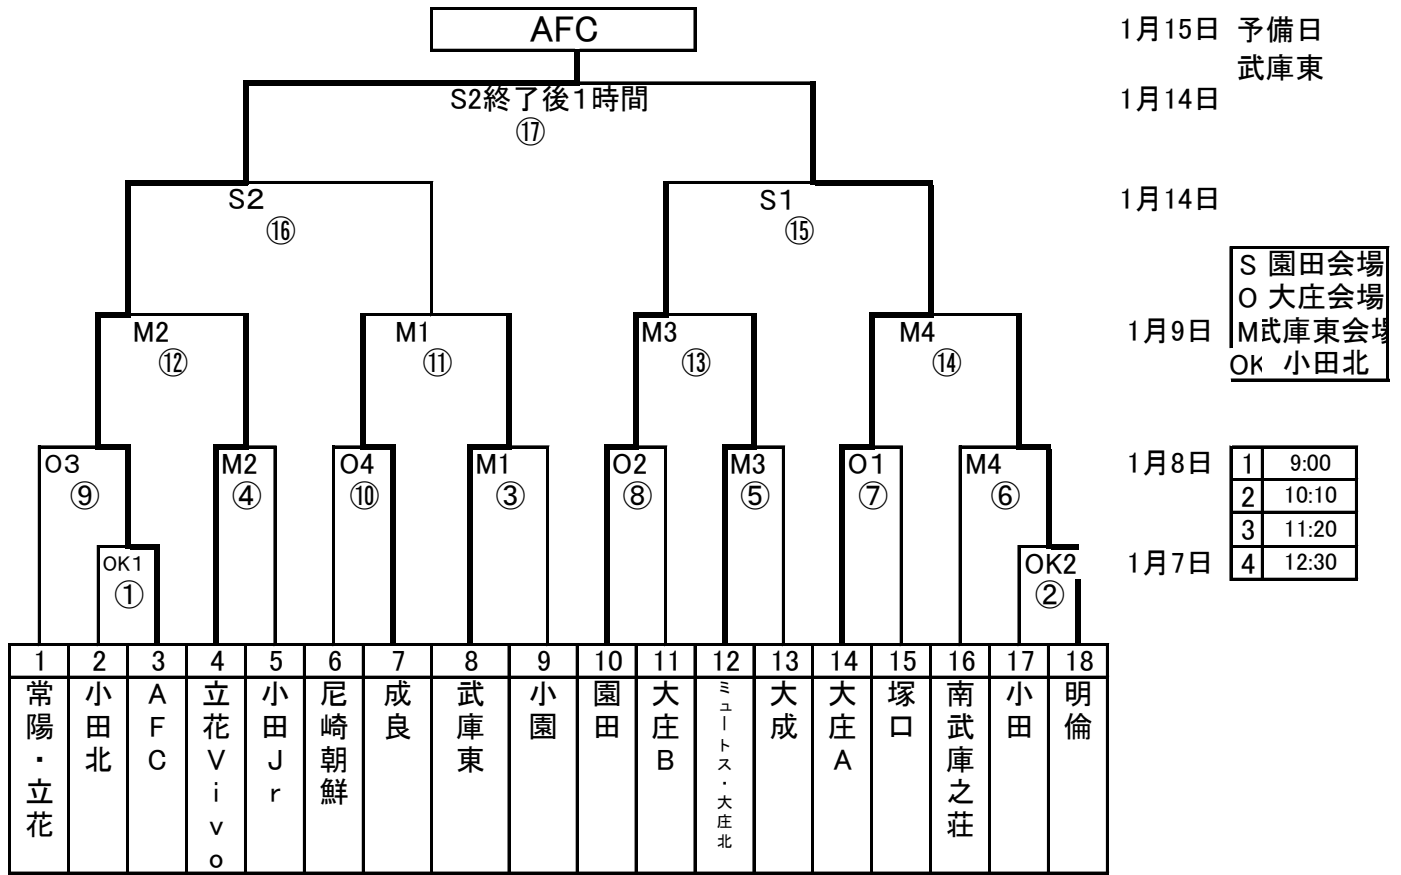 AFC
1月15日 予備日
武庫東
S2終了後１時間
1月14日
⑰
S2
S1
1月14日
⑯
⑮
S 園田会場
O 大庄会場
M武庫東会場
OK 小田北
M2
M1
M3
M4
1月9日
⑫
⑪
⑬
⑭
O3
M2
O4
M1
O2
M3
O1
M4
1月8日
⑨
④
⑩
③
⑧
⑤
⑦
⑥
1 9:00
2 10:10
3 11:20
4 12:30
OK1
OK2
1月7日
①
②
1 2 3 4 5 6 7 8 9 10 11 12 13 14 15 16 17 18
常陽・立花
小田北
AFC
立花Vivo
小田Jr
尼崎朝鮮
成良
武庫東
小園
園田
大庄B
ミュートス・大庄北
大成
大庄A
塚口
南武庫之荘
小田
明倫